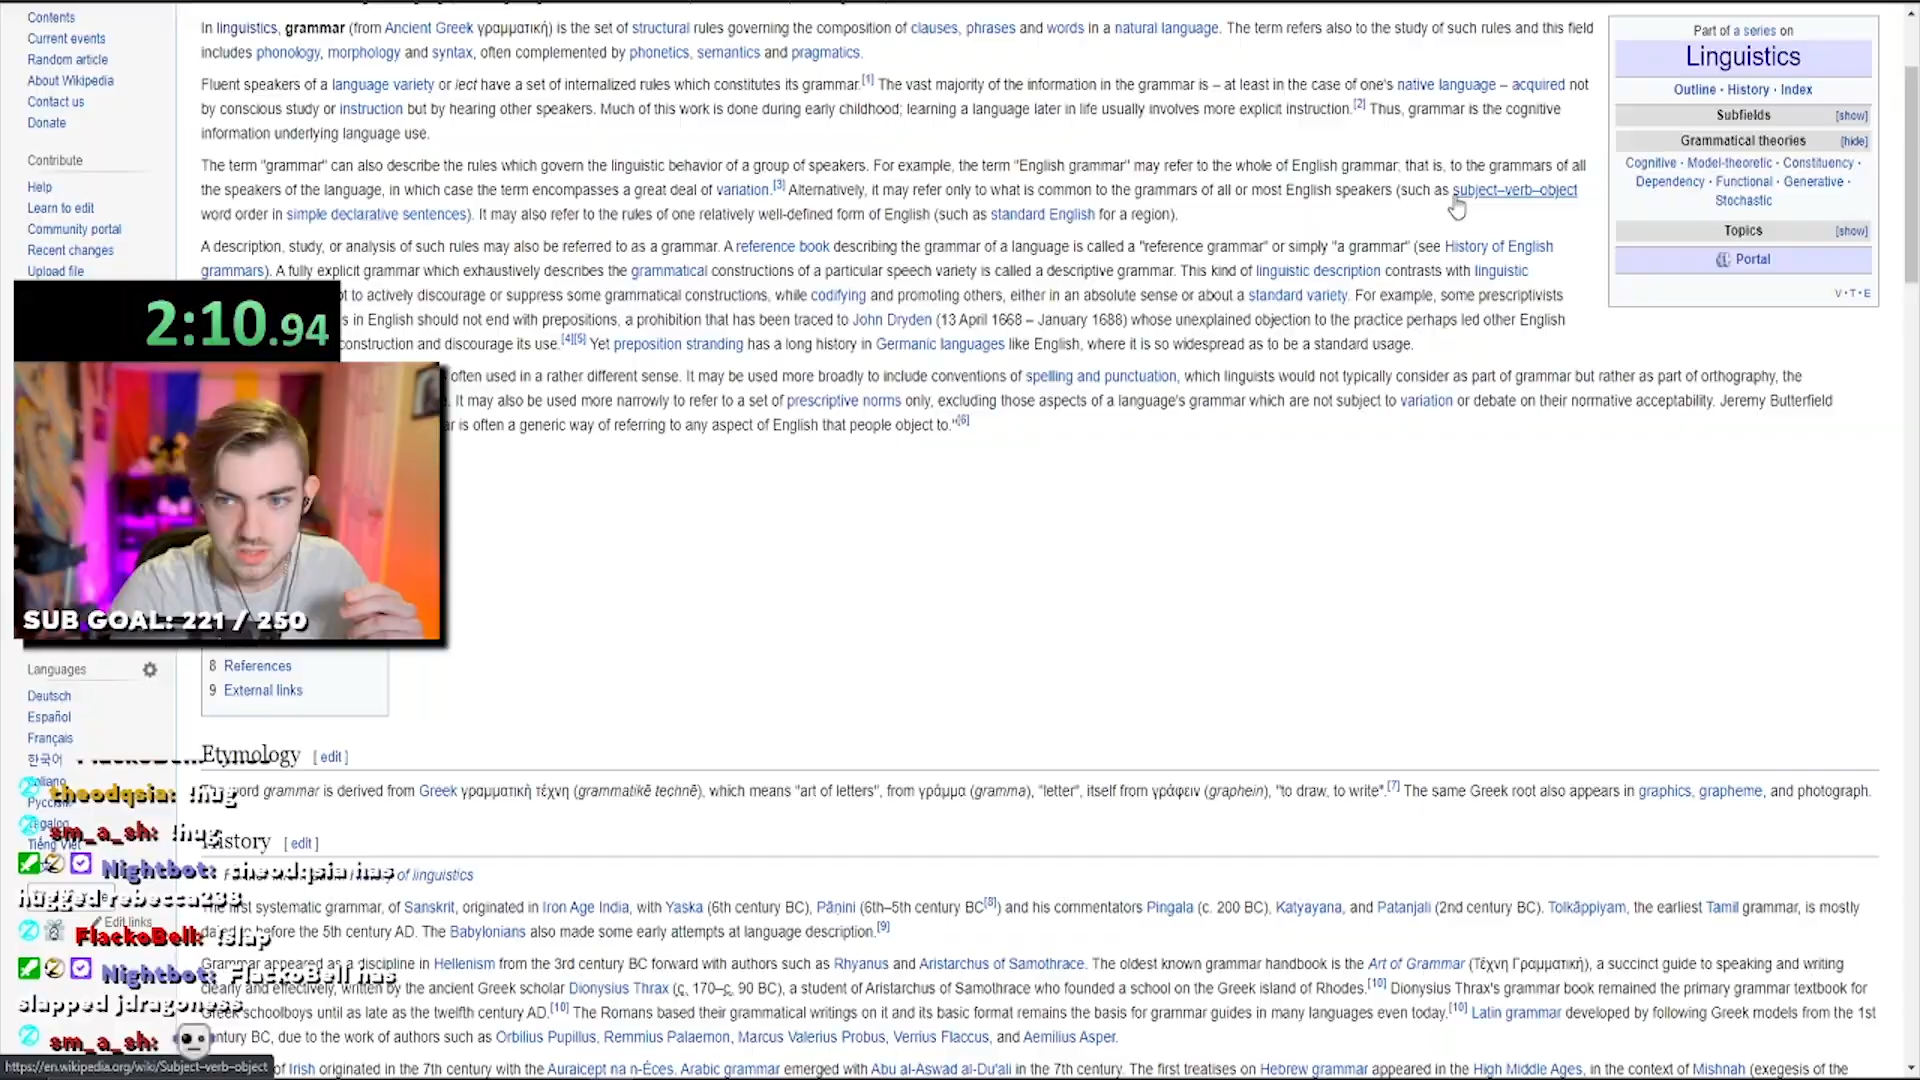 Contents
Current events
Random article
About Wikipedia
Contact us
Donate
Contribute
Help
Learn to edit
Community portal
Recent changes
Upload file
In linguistics, grammar (from Ancient Greek γραμματική) is the set of structural rules governing the composition of clauses, phrases and words in a natural language. The term refers also to the study of such rules and this field
includes phonology, morphology and syntax, often complemented by phonetics, semantics and pragmatics.
Fluent speakers of a language variety or lect have a set of internalized rules which constitutes its grammar.[1] The vast majority of the information in the grammar is – at least in the case of one's native language – acquired not
by conscious study or instruction but by hearing other speakers. Much of this work is done during early childhood; learning a language later in life usually involves more explicit instruction.[2] Thus, grammar is the cognitive
information underlying language use.
The term "grammar" can also describe the rules which govern the linguistic behavior of a group of speakers. For example, the term "English grammar" may refer to the whole of English grammar; that is, to the grammars of all
the speakers of the language, in which case the term encompasses a great deal of variation.[3] Alternatively, it may refer only to what is common to the grammars of all or most English speakers (such as subject–verb–object
word order in simple declarative sentences). It may also refer to the rules of one relatively well-defined form of English (such as standard English for a region).
A description, study, or analysis of such rules may also be referred to as a grammar. A reference book describing the grammar of a language is called a "reference grammar" or simply "a grammar" (see History of English
grammars). A fully explicit grammar which exhaustively describes the grammatical constructions of a particular speech variety is called a descriptive grammar. This kind of linguistic description contrasts with linguistic
t to actively discourage or suppress some grammatical constructions, while codifying and promoting others, either in an absolute sense or about a standard variety. For example, some prescriptivists
s in English should not end with prepositions, a prohibition that has been traced to John Dryden (13 April 1668 – January 1688) whose unexplained objection to the practice perhaps led other English
construction and discourage its use.[4][5] Yet preposition stranding has a long history in Germanic languages like English, where it is so widespread as to be a standard usage.
often used in a rather different sense. It may be used more broadly to include conventions of spelling and punctuation, which linguists would not typically consider as part of grammar but rather as part of orthography, the
. It may also be used more narrowly to refer to a set of prescriptive norms only, excluding those aspects of a language's grammar which are not subject to variation or debate on their normative acceptability. Jeremy Butterfield
r is often a generic way of referring to any aspect of English that people object to."[6]
Part of a series on
Linguistics
Outline · History · Index
Subfields [show]
Grammatical theories [hide]
Cognitive · Model-theoretic · Constituency ·
Dependency · Functional · Generative ·
Stochastic
Topics [show]
Portal
V · T · E
2:10.94
SUB GOAL: 221 / 250
8 References
9 External links
Languages
Deutsch
Español
Français
한국어
Tiếng Việt
Edit links
Etymology [ edit ]
word grammar is derived from Greek γραμματικὴ τέχνη (grammatikē technē), which means "art of letters", from γράμμα (gramma), "letter", itself from γράφειν (graphein), "to draw, to write".[7] The same Greek root also appears in graphics, grapheme, and photograph.
History [ edit ]
History of linguistics
The first systematic grammar, of Sanskrit, originated in Iron Age India, with Yaska (6th century BC), Pāṇini (6th–5th century BC[8]) and his commentators Pingala (c. 200 BC), Katyayana, and Patanjali (2nd century BC). Tolkāppiyam, the earliest Tamil grammar, is mostly
dated to before the 5th century AD. The Babylonians also made some early attempts at language description.[9]
Grammar appeared as a discipline in Hellenism from the 3rd century BC forward with authors such as Rhyanus and Aristarchus of Samothrace. The oldest known grammar handbook is the Art of Grammar (Τέχνη Γραμματική), a succinct guide to speaking and writing
clearly and effectively, written by the ancient Greek scholar Dionysius Thrax (c. 170–c. 90 BC), a student of Aristarchus of Samothrace who founded a school on the Greek island of Rhodes.[10] Dionysius Thrax's grammar book remained the primary grammar textbook for
Greek schoolboys until as late as the twelfth century AD.[10] The Romans based their grammatical writings on it and its basic format remains the basis for grammar guides in many languages even today.[10] Latin grammar developed by following Greek models from the 1st
century BC, due to the work of authors such as Orbilius Pupillus, Remmius Palaemon, Marcus Valerius Probus, Verrius Flaccus, and Aemilius Asper.
of Irish originated in the 7th century with the Auraicept na n-Éces. Arabic grammar emerged with Abu al-Aswad al-Du'ali in the 7th century. The first treatises on Hebrew grammar appeared in the High Middle Ages, in the context of Mishnah (exegesis of the
theodqsia: !hug
sm_a_sh: !hug
Nightbot: theodqsia has
hugged rebecca238
FlackoBell: !slap
Nightbot: FlackoBell has
slapped jdragoness
sm_a_sh:
https://en.wikipedia.org/wiki/Subject–verb–object